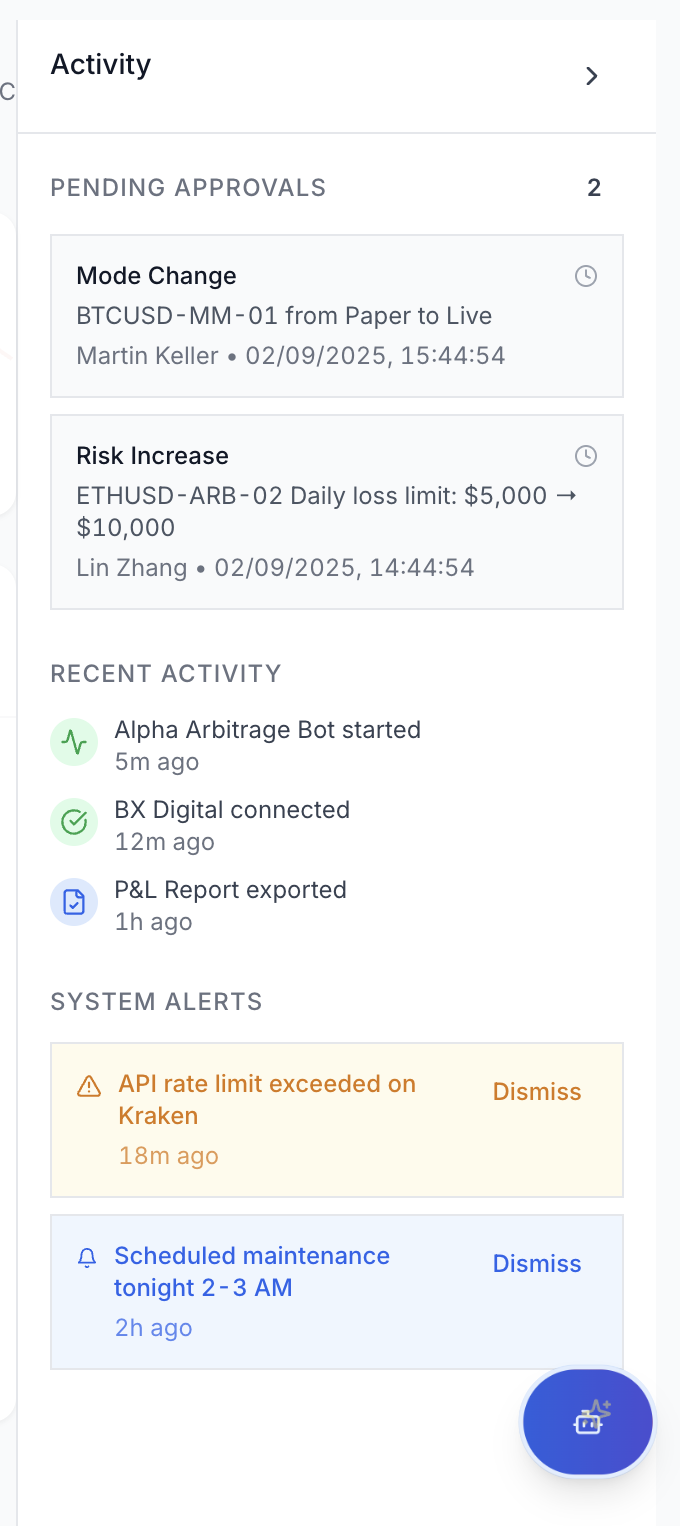 Activity
C
PENDING APPROVALS 2
Mode Change
BTCUSD-MM-01 from Paper to Live
Martin Keller • 02/09/2025, 15:44:54
Risk Increase
ETHUSD-ARB-02 Daily loss limit: $5,000 →
$10,000
Lin Zhang • 02/09/2025, 14:44:54
RECENT ACTIVITY
Alpha Arbitrage Bot started
5m ago
BX Digital connected
12m ago
P&L Report exported
1h ago
SYSTEM ALERTS
API rate limit exceeded on
Kraken
Dismiss
18m ago
Scheduled maintenance
tonight 2-3 AM
Dismiss
2h ago